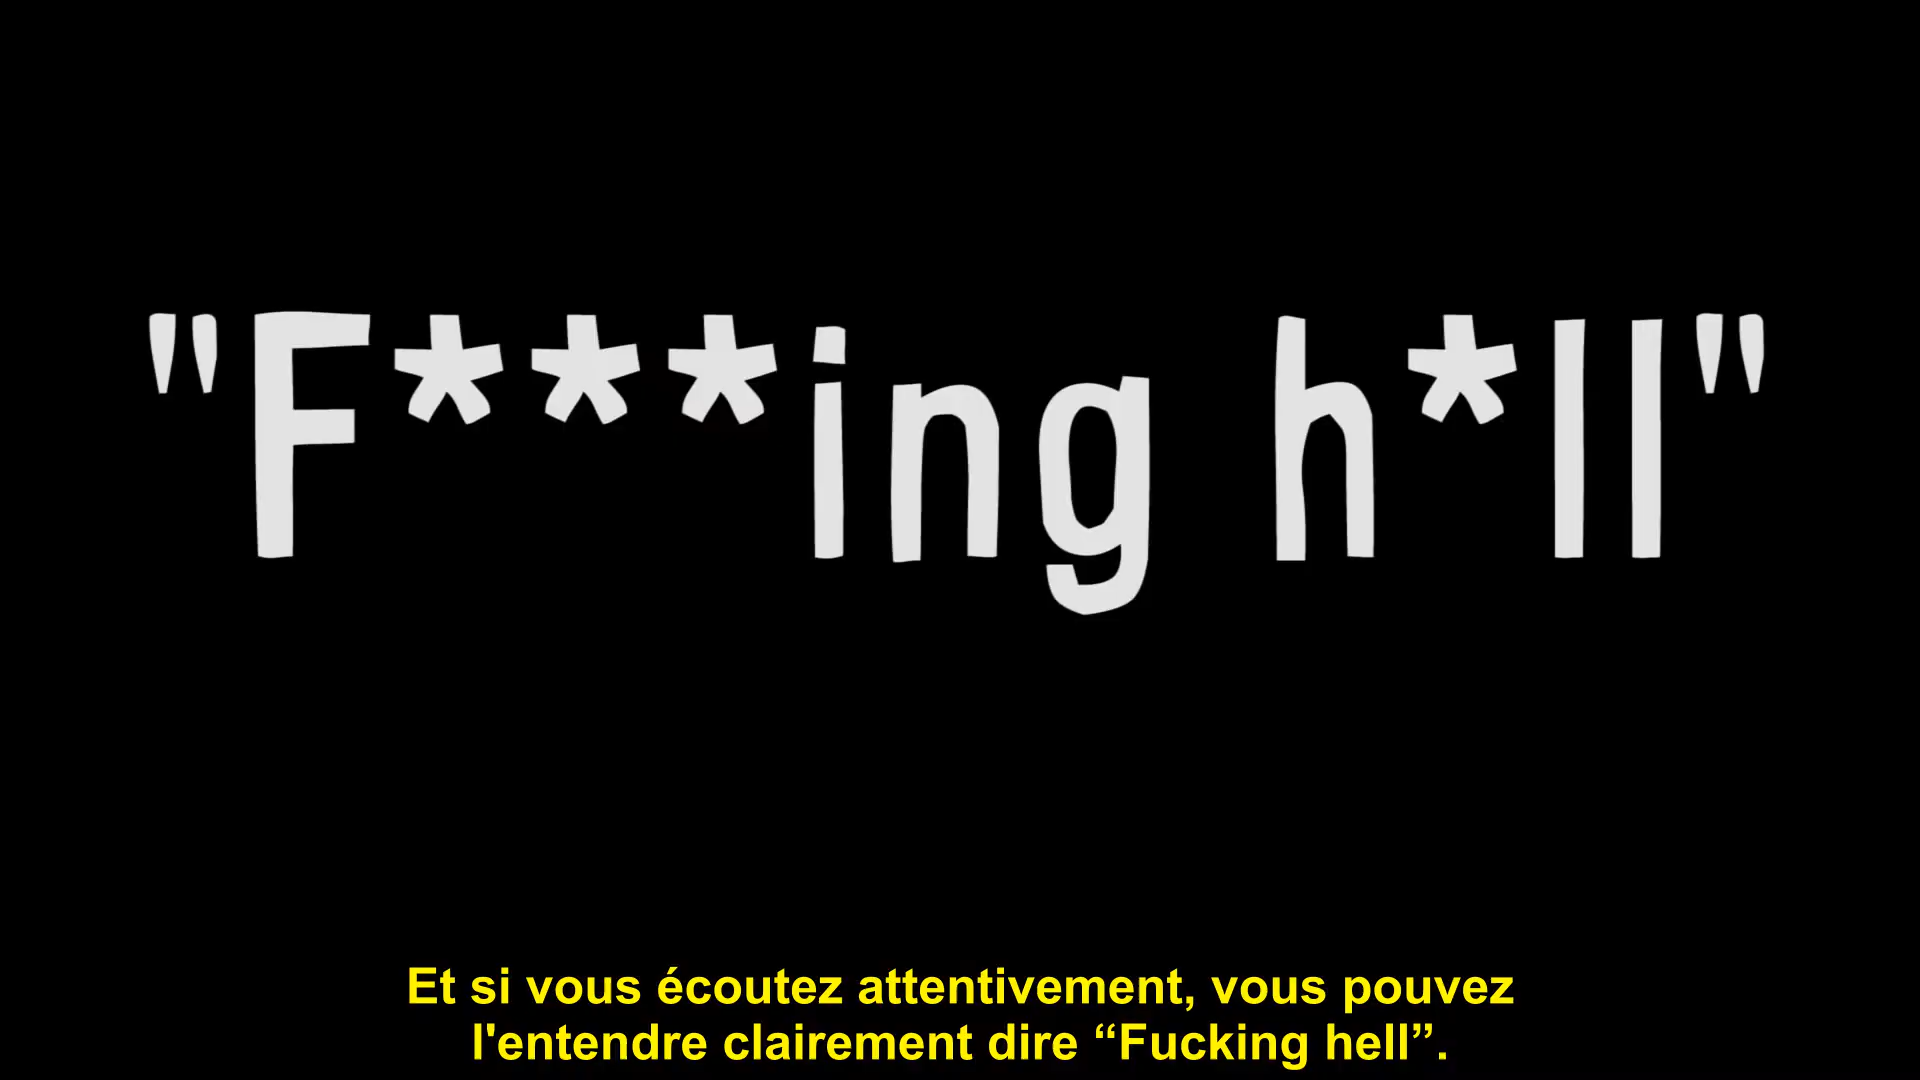 "F***ing h*ll"
Et si vous écoutez attentivement, vous pouvez
l'entendre clairement dire “Fucking hell”.